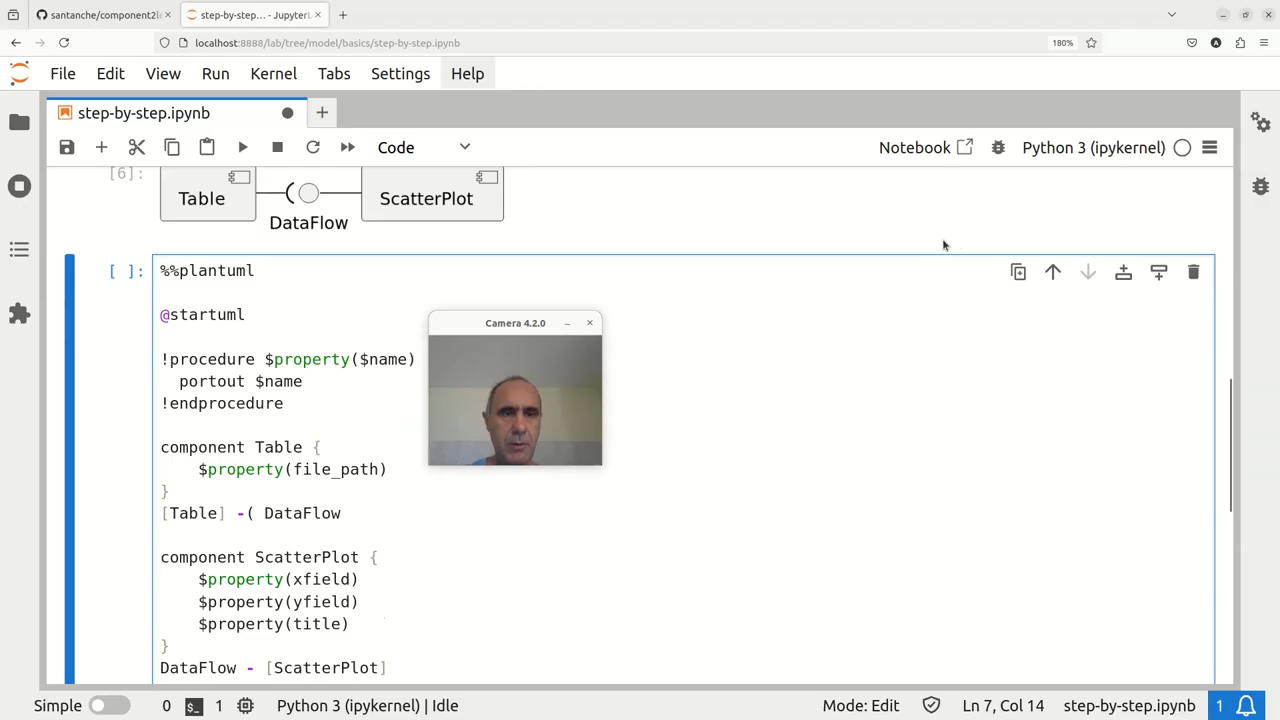 santanche/component2l
step-by-step… - JupyterL
localhost:8888/lab/tree/model/basics/step-by-step.ipynb
180%
File Edit View Run Kernel Tabs Settings Help
step-by-step.ipynb
Code
Notebook
Python 3 (ipykernel)
[6]:
Table
ScatterPlot
DataFlow
[ ]:
%%plantuml
@startuml
!procedure $property($name)
portout $name
!endprocedure
component Table {
$property(file_path)
}
[Table] -( DataFlow
component ScatterPlot {
$property(xfield)
$property(yfield)
$property(title)
}
DataFlow - [ScatterPlot]
Camera 4.2.0
Simple
0
1
Python 3 (ipykernel) | Idle
Mode: Edit
Ln 7, Col 14
step-by-step.ipynb
1